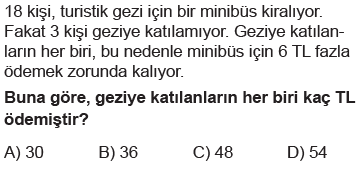 18 kişi, turistik gezi için bir minibüs kiralıyor.
Fakat 3 kişi geziye katılamıyor. Geziye katılan-
ların her biri, bu nedenle minibüs için 6 TL fazla
ödemek zorunda kalıyor.
Buna göre, geziye katılanların her biri kaç TL
ödemiştir?
A) 30 B) 36 C) 48 D) 54